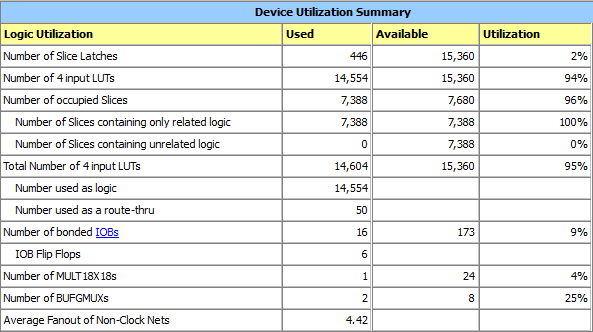 Device Utilization Summary
Logic Utilization Used Available Utilization
Number of Slice Latches 446 15,360 2%
Number of 4 input LUTs 14,554 15,360 94%
Number of occupied Slices 7,388 7,680 96%
Number of Slices containing only related logic 7,388 7,388 100%
Number of Slices containing unrelated logic 0 7,388 0%
Total Number of 4 input LUTs 14,604 15,360 95%
Number used as logic 14,554
Number used as a route-thru 50
Number of bonded IOBs 16 173 9%
IOB Flip Flops 6
Number of MULT18X18s 1 24 4%
Number of BUFGMUXs 2 8 25%
Average Fanout of Non-Clock Nets 4.42